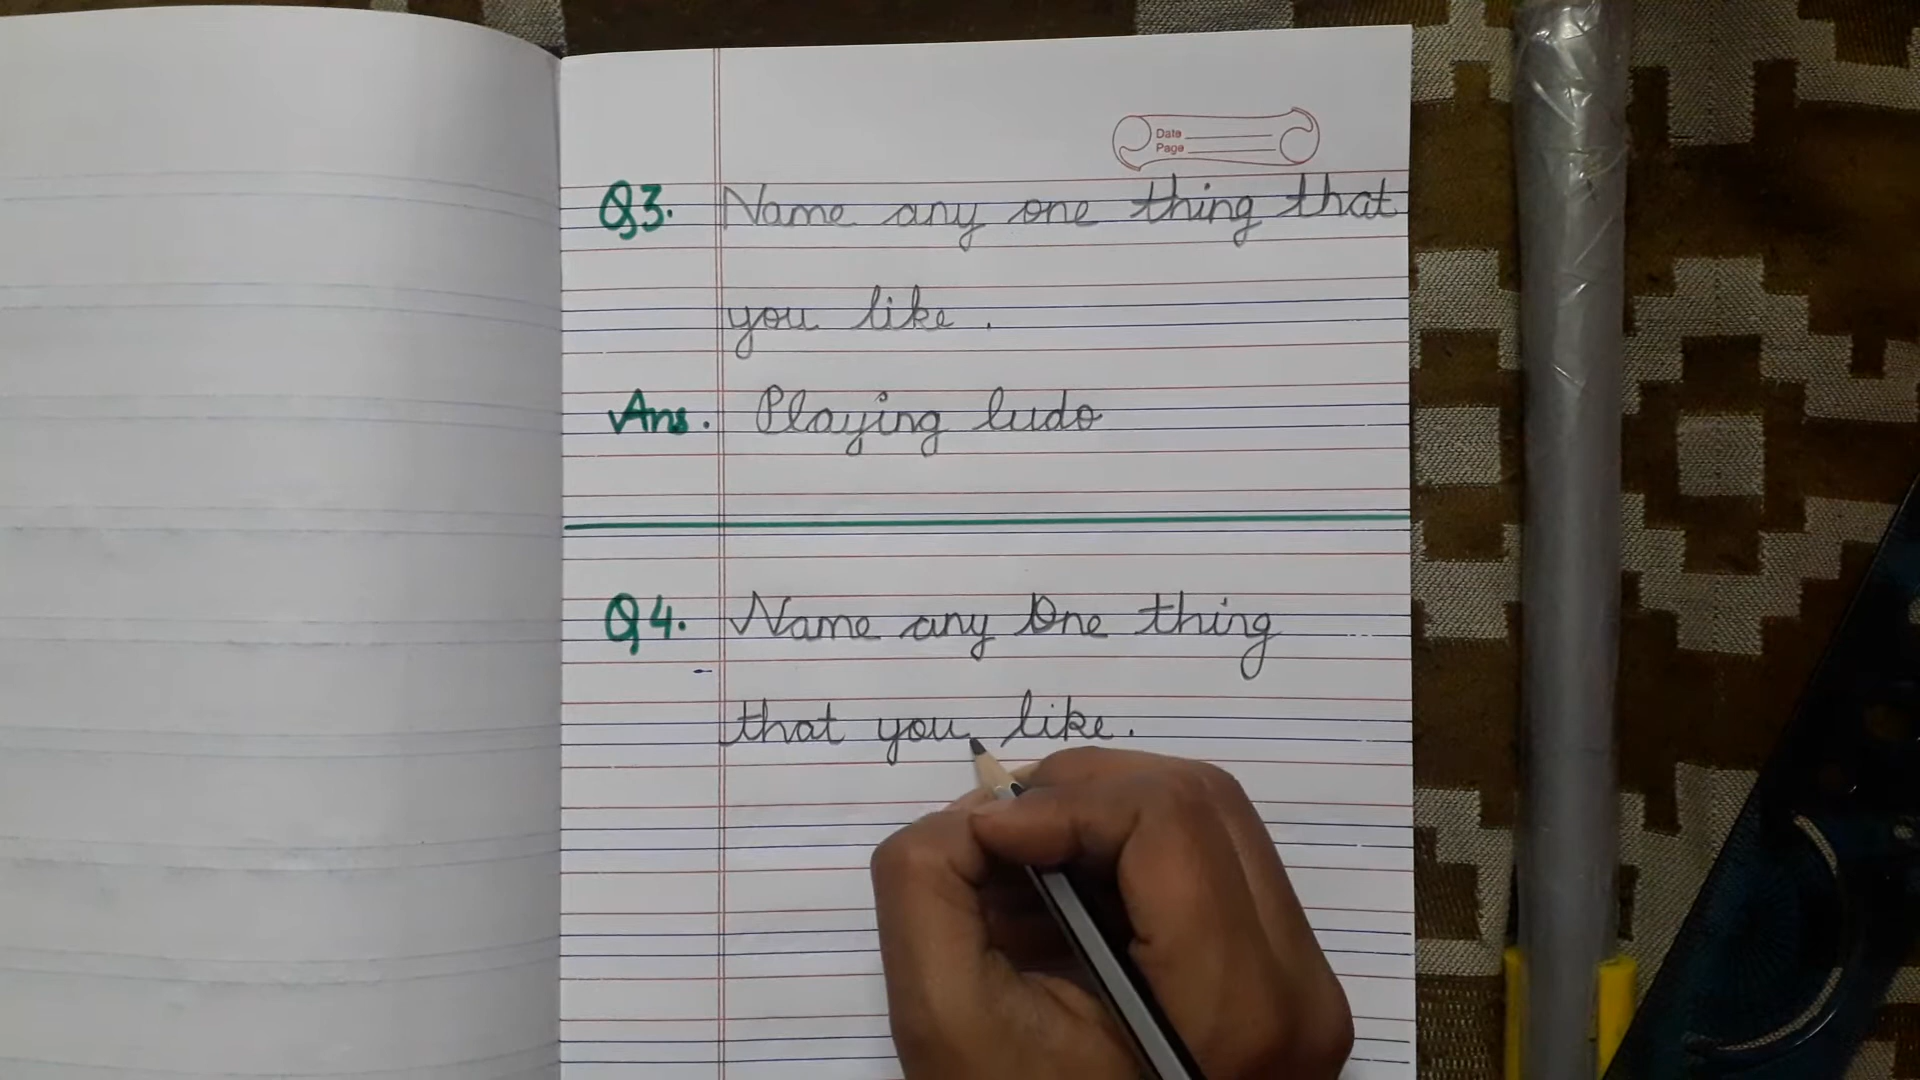 Date
Page
Q3. Name any one thing that
you like.
Ans. Playing ludo
Q4. Name any One thing
that you like.